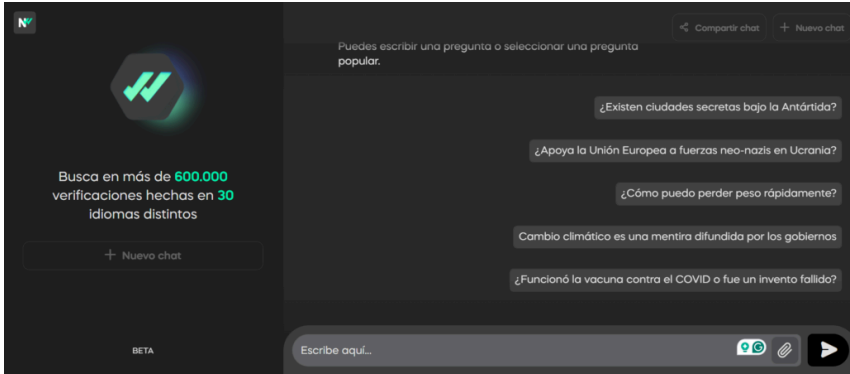 N
Compartir chat
+ Nuevo chat
Puedes escribir una pregunta o seleccionar una pregunta
popular.
¿Existen ciudades secretas bajo la Antártida?
¿Apoya la Unión Europea a fuerzas neo-nazis en Ucrania?
¿Cómo puedo perder peso rápidamente?
Cambio climático es una mentira difundida por los gobiernos
¿Funcionó la vacuna contra el COVID o fue un invento fallido?
Busca en más de 600.000
verificaciones hechas en 30
idiomas distintos
+ Nuevo chat
BETA
Escribe aquí...